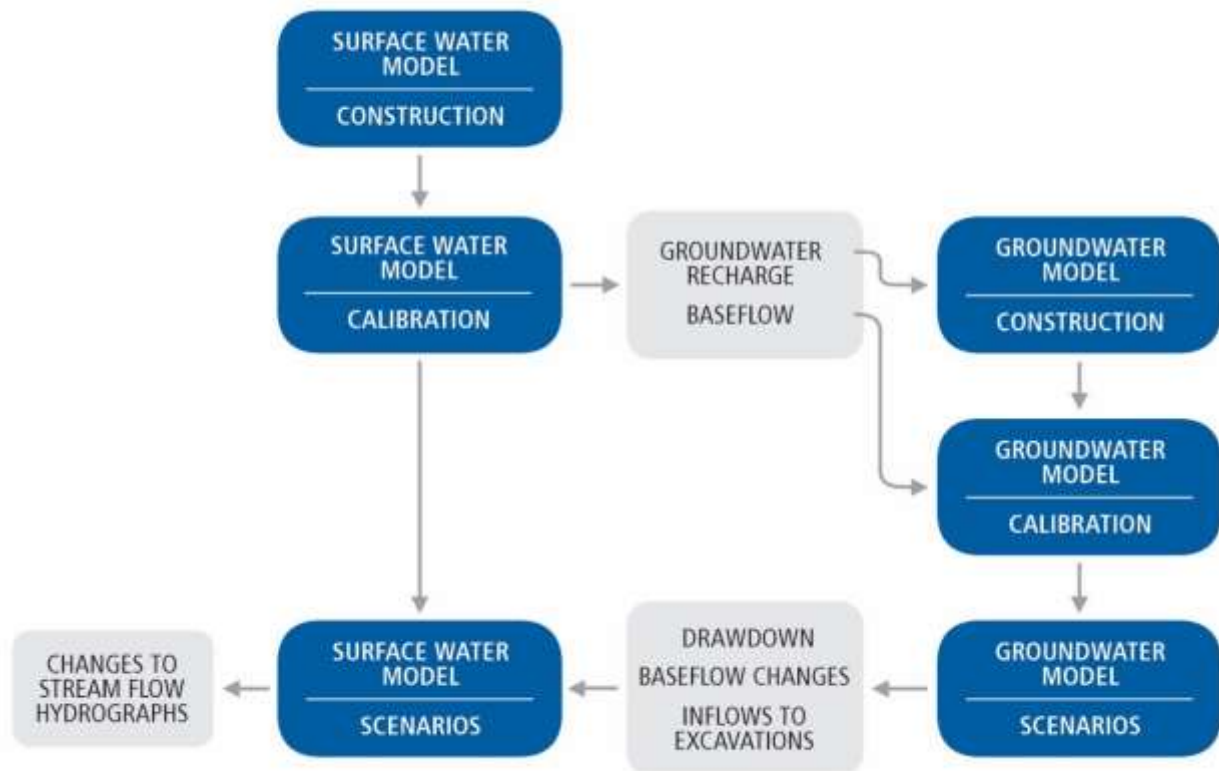 SURFACE WATER
MODEL
CONSTRUCTION
SURFACE WATER
MODEL
CALIBRATION
GROUNDWATER
RECHARGE
BASEFLOW
GROUNDWATER
MODEL
CONSTRUCTION
GROUNDWATER
MODEL
CALIBRATION
CHANGES TO
STREAM FLOW
HYDROGRAPHS
SURFACE WATER
MODEL
SCENARIOS
DRAWDOWN
BASEFLOW CHANGES
INFLOWS TO
EXCAVATIONS
GROUNDWATER
MODEL
SCENARIOS